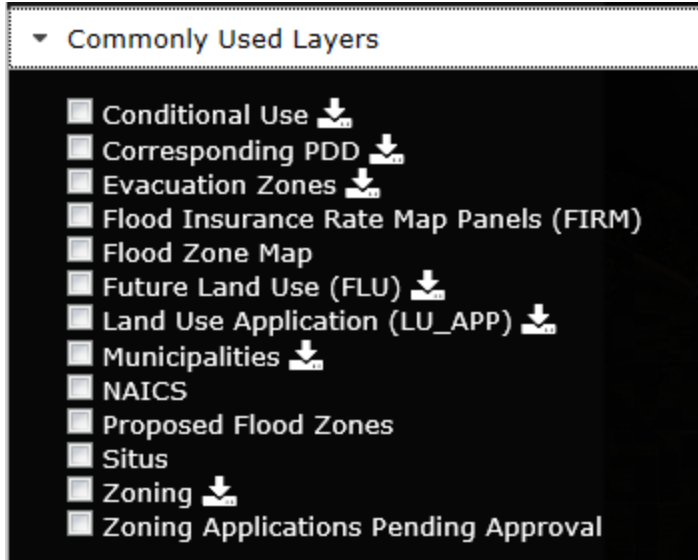 Commonly Used Layers
Conditional Use
Corresponding PDD
Evacuation Zones
Flood Insurance Rate Map Panels (FIRM)
Flood Zone Map
Future Land Use (FLU)
Land Use Application (LU_APP)
Municipalities
NAICS
Proposed Flood Zones
Situs
Zoning
Zoning Applications Pending Approval